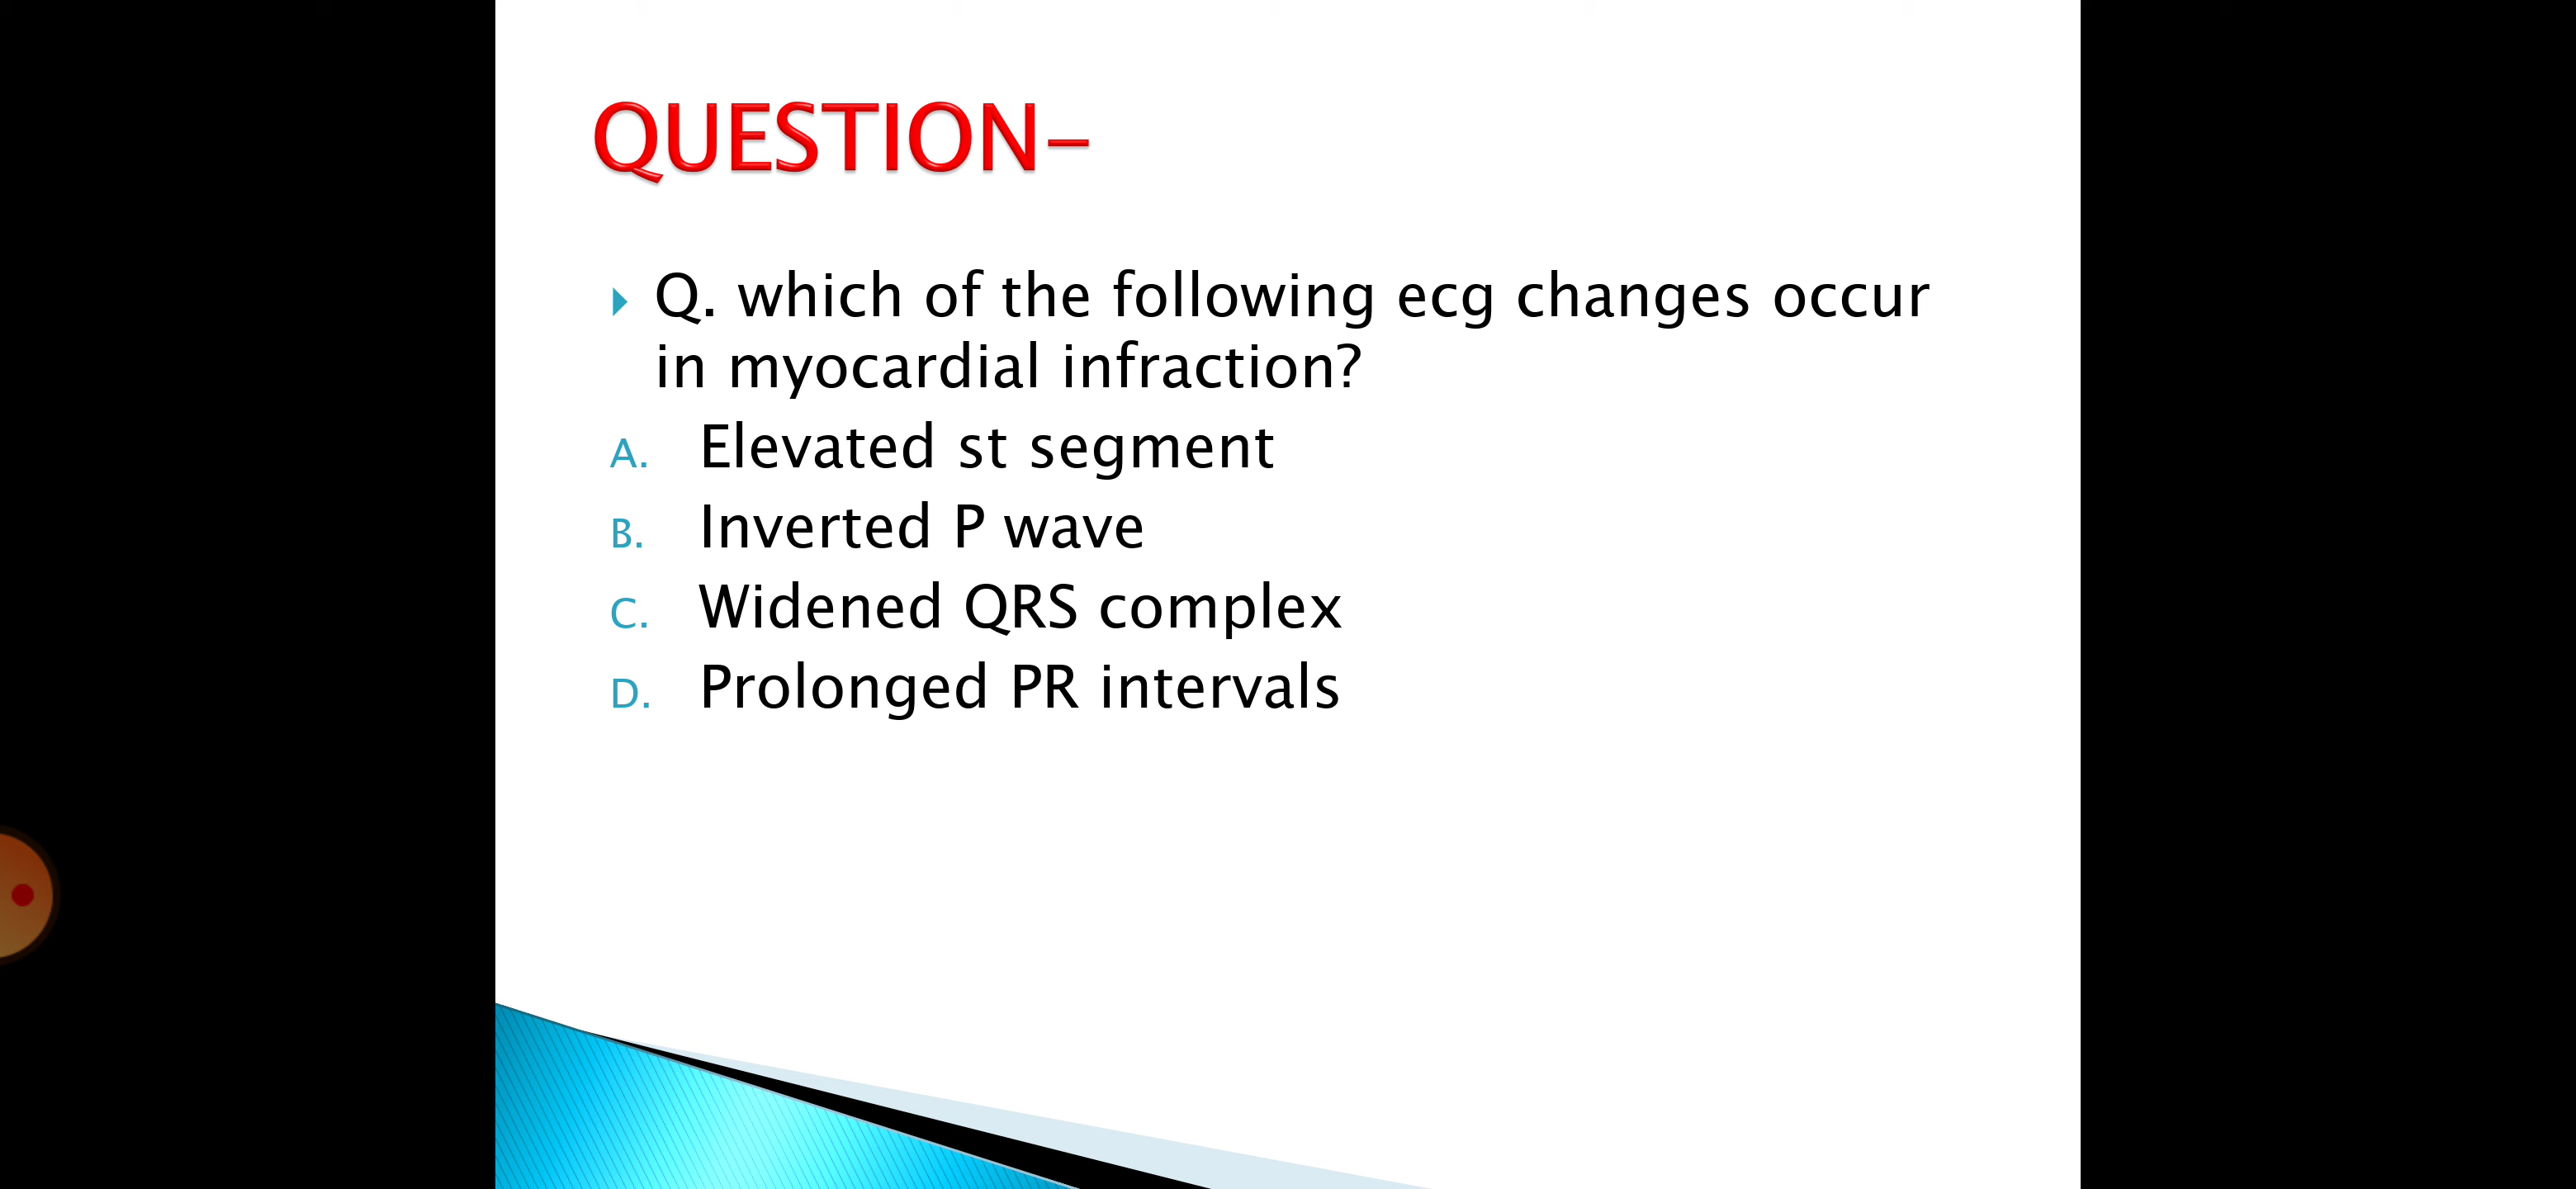 QUESTION-
Q. which of the following ecg changes occur
in myocardial infraction?
A. Elevated st segment
B. Inverted P wave
C. Widened QRS complex
D. Prolonged PR intervals